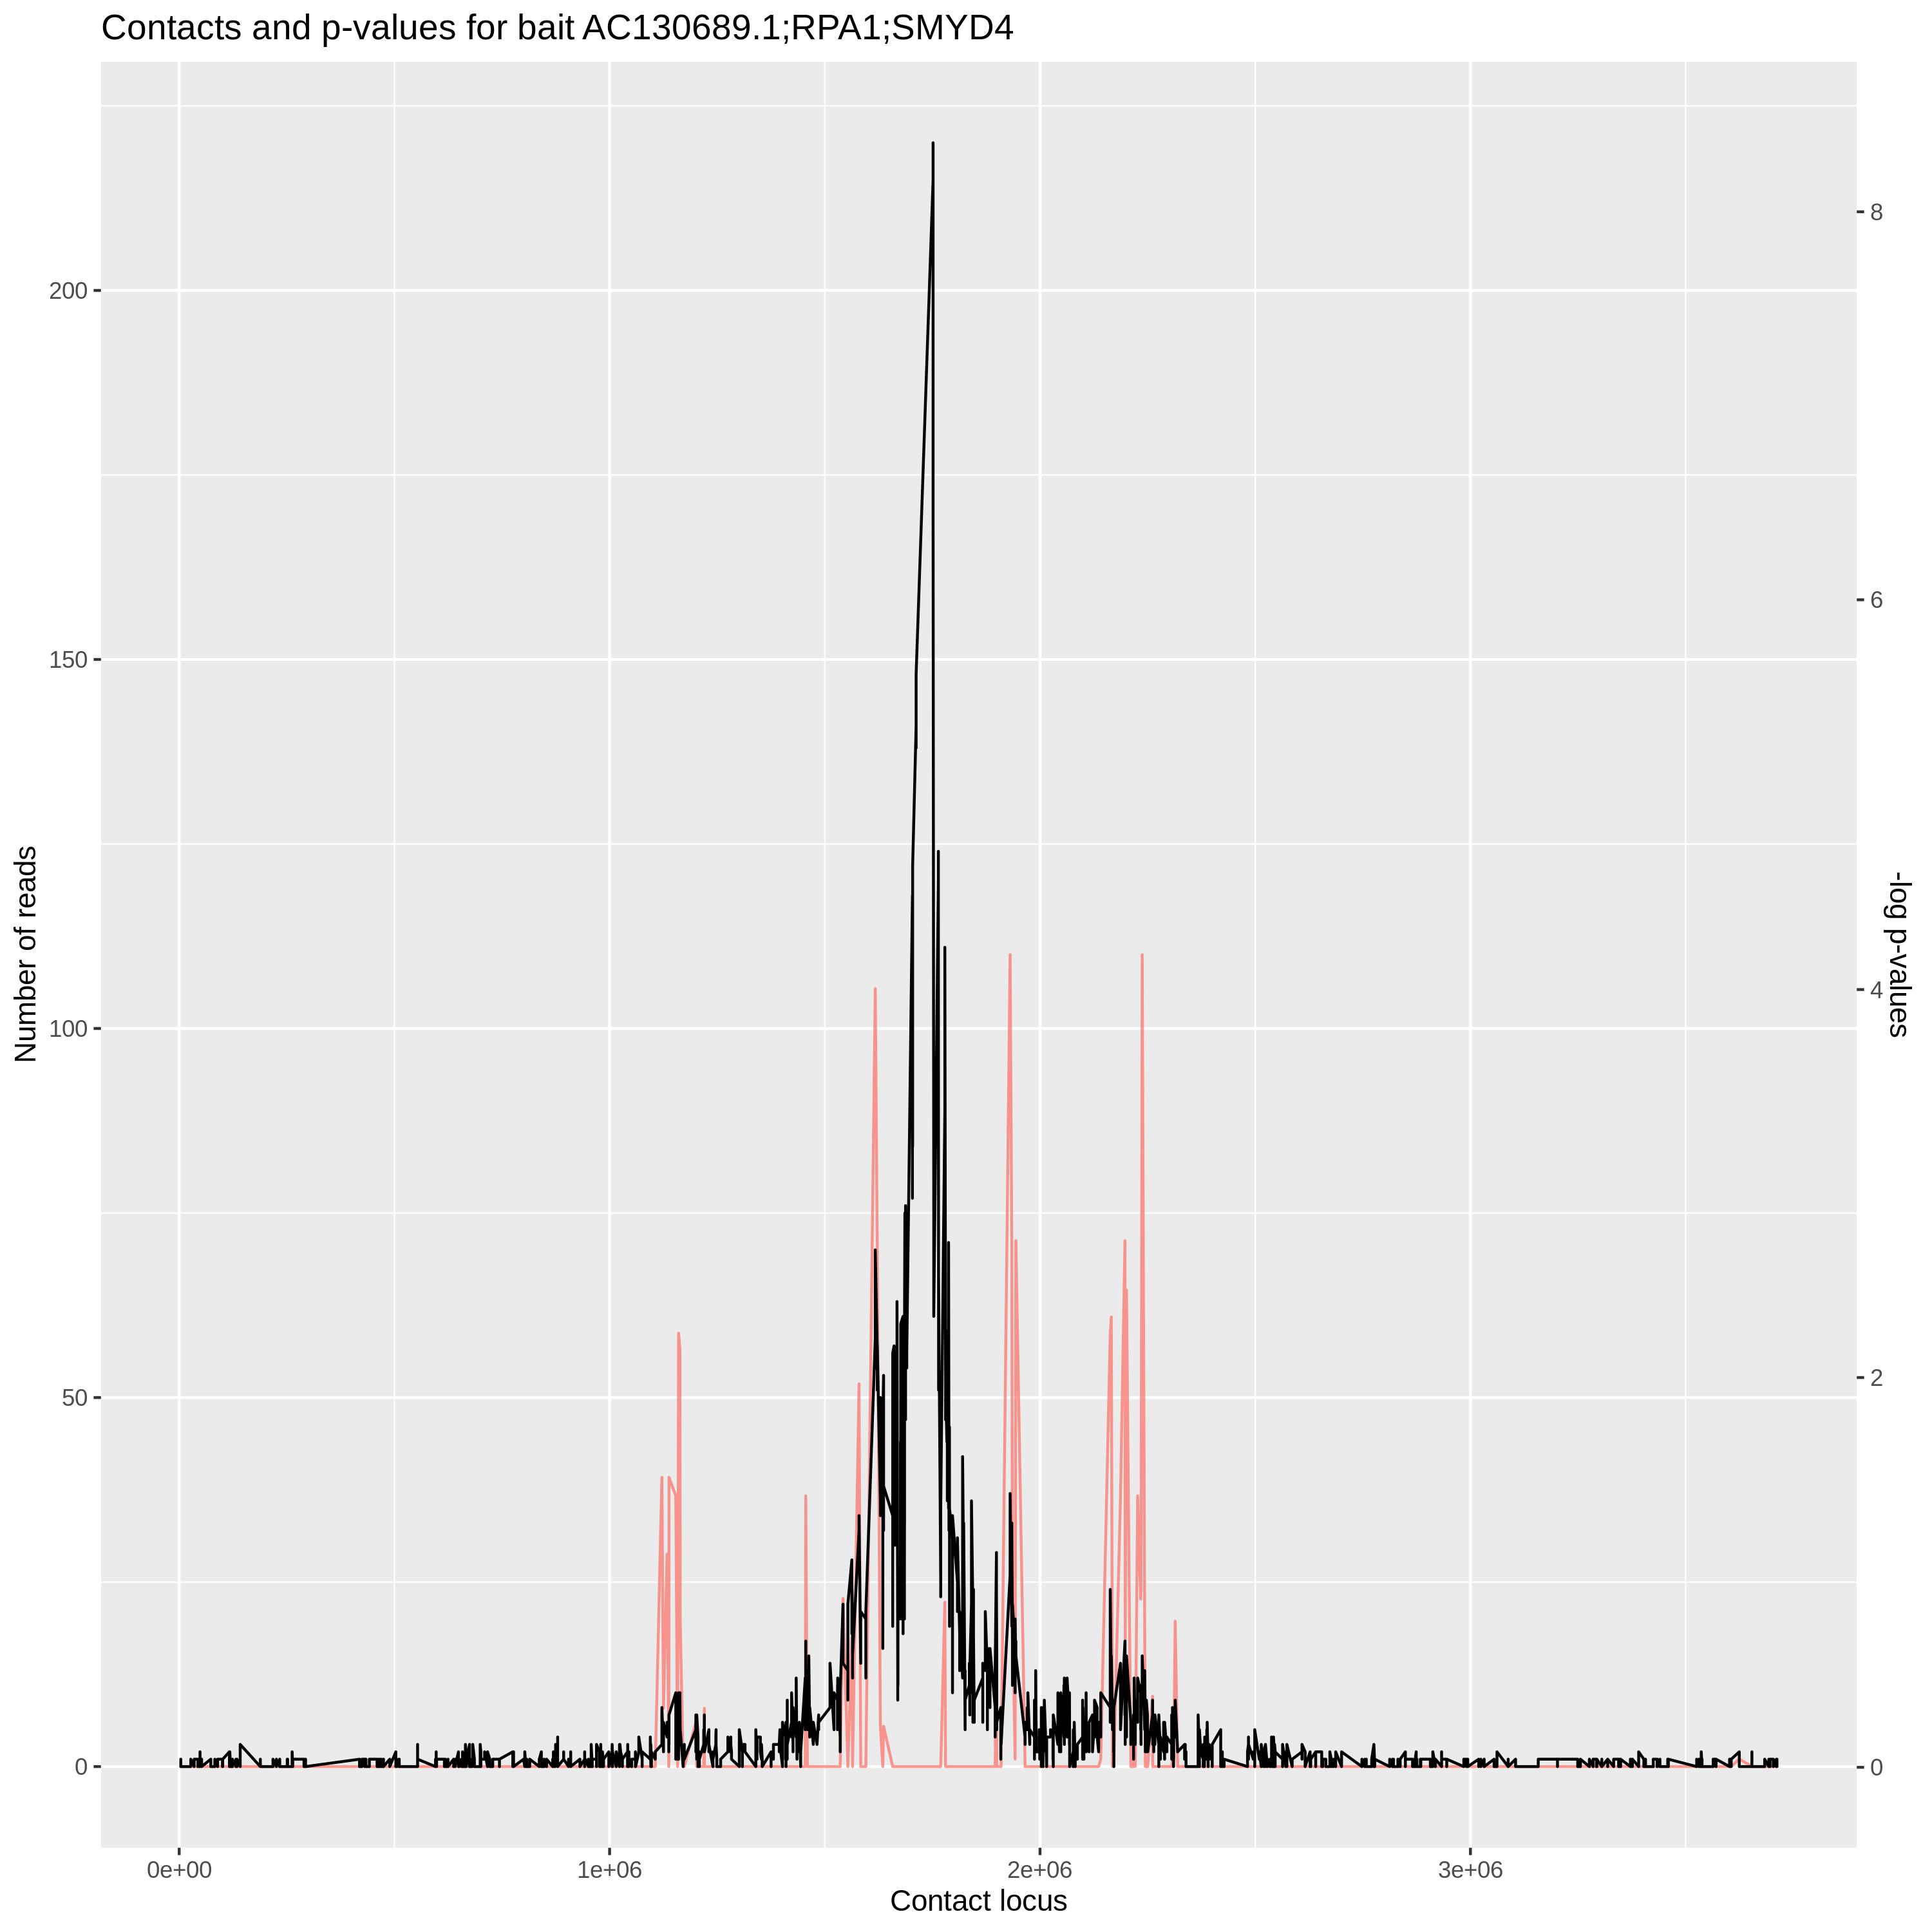 Contacts and p-values for bait AC130689.1;RPA1;SMYD4
Number of reads
200
150
100
50
0
8
6
4
2
0
-log p-values
0e+00 1e+06 2e+06 3e+06
Contact locus